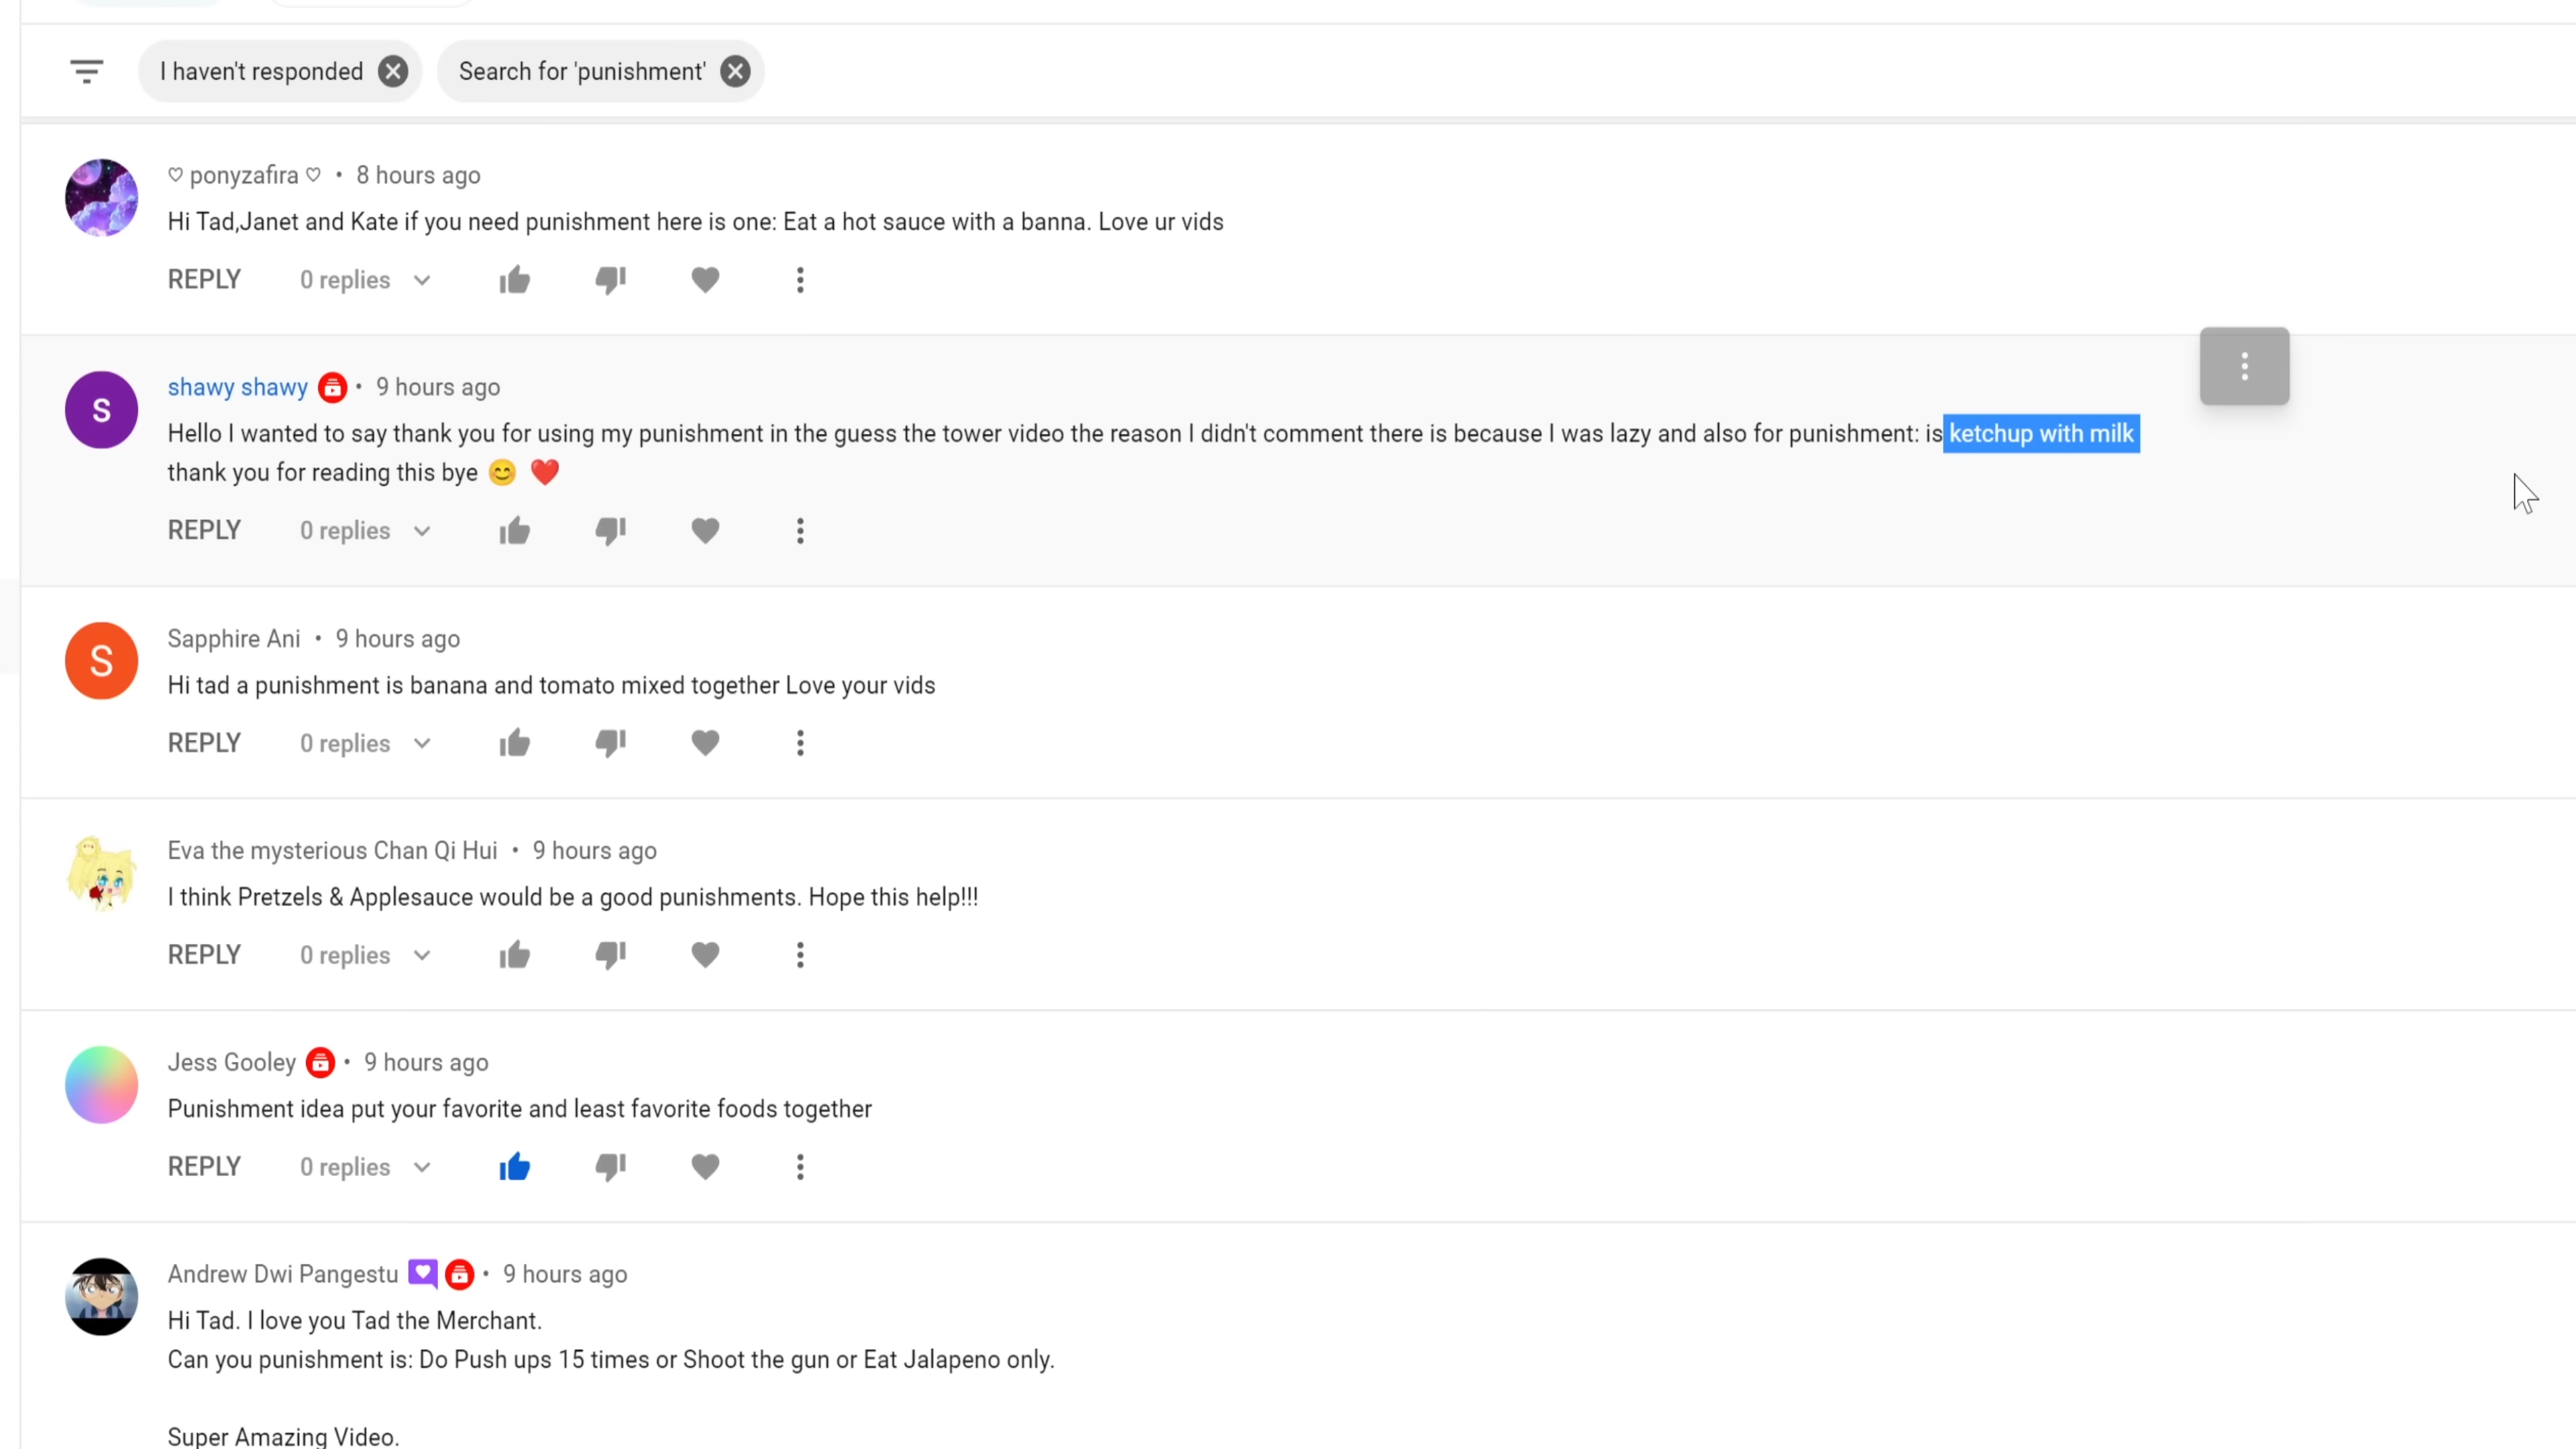 I haven't responded
Search for 'punishment'
♡ ponyzafira ♡ • 8 hours ago
Hi Tad,Janet and Kate if you need punishment here is one: Eat a hot sauce with a banna. Love ur vids
REPLY 0 replies
S
shawy shawy • 9 hours ago
Hello I wanted to say thank you for using my punishment in the guess the tower video the reason I didn't comment there is because I was lazy and also for punishment: is ketchup with milk
thank you for reading this bye 😊 ❤️
REPLY 0 replies
S
Sapphire Ani • 9 hours ago
Hi tad a punishment is banana and tomato mixed together Love your vids
REPLY 0 replies
Eva the mysterious Chan Qi Hui • 9 hours ago
I think Pretzels & Applesauce would be a good punishments. Hope this help!!!
REPLY 0 replies
Jess Gooley • 9 hours ago
Punishment idea put your favorite and least favorite foods together
REPLY 0 replies
Andrew Dwi Pangestu • 9 hours ago
Hi Tad. I love you Tad the Merchant.
Can you punishment is: Do Push ups 15 times or Shoot the gun or Eat Jalapeno only.
Super Amazing Video.